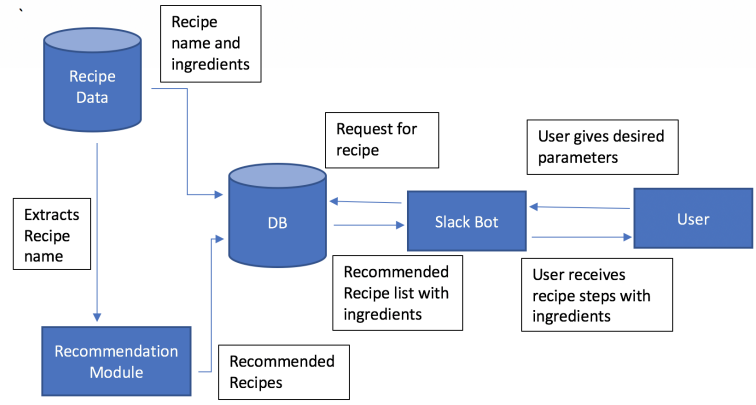 `
Recipe
name and
ingredients
Recipe
Data
Request for
recipe
User gives desired
parameters
Extracts
Recipe
name
DB
Slack Bot
User
Recommended
Recipe list with
ingredients
User receives
recipe steps with
ingredients
Recommendation
Module
Recommended
Recipes